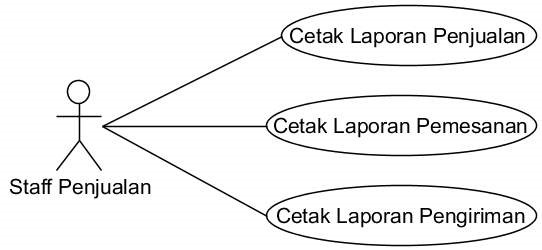 Cetak Laporan Penjualan
Cetak Laporan Pemesanan
Staff Penjualan
Cetak Laporan Pengiriman